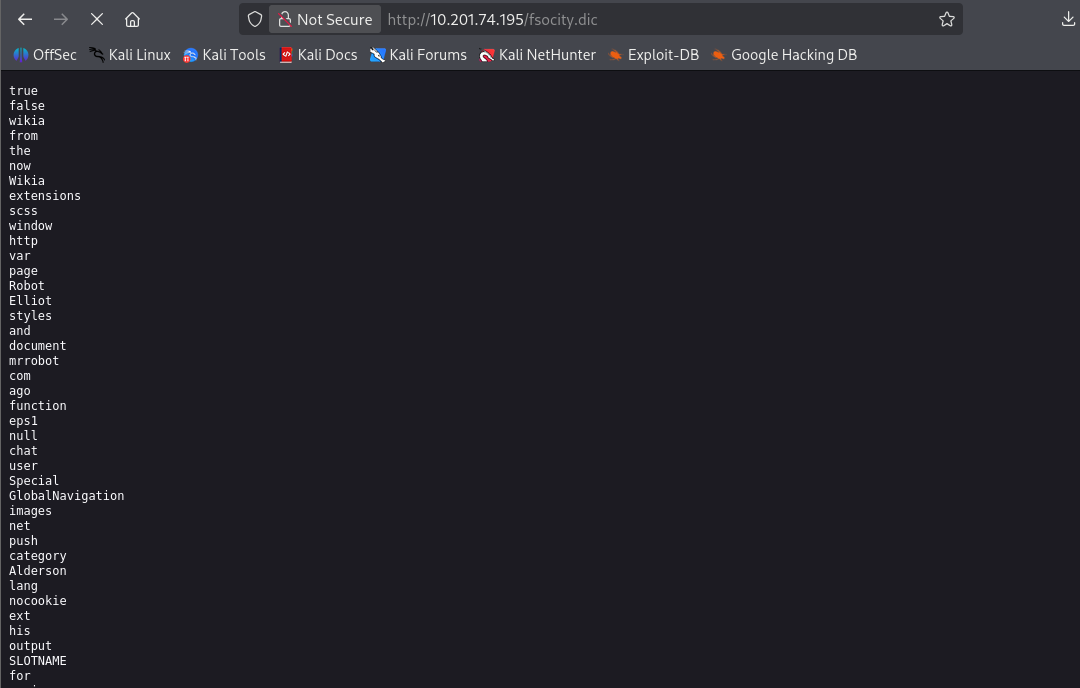 Not Secure http://10.201.74.195/fsocity.dic
OffSec Kali Linux Kali Tools Kali Docs Kali Forums Kali NetHunter Exploit-DB Google Hacking DB
true
false
wikia
from
the
now
Wikia
extensions
scss
window
http
var
page
Robot
Elliot
styles
and
document
mrrobot
com
ago
function
eps1
null
chat
user
Special
GlobalNavigation
images
net
push
category
Alderson
lang
nocookie
ext
his
output
SLOTNAME
for